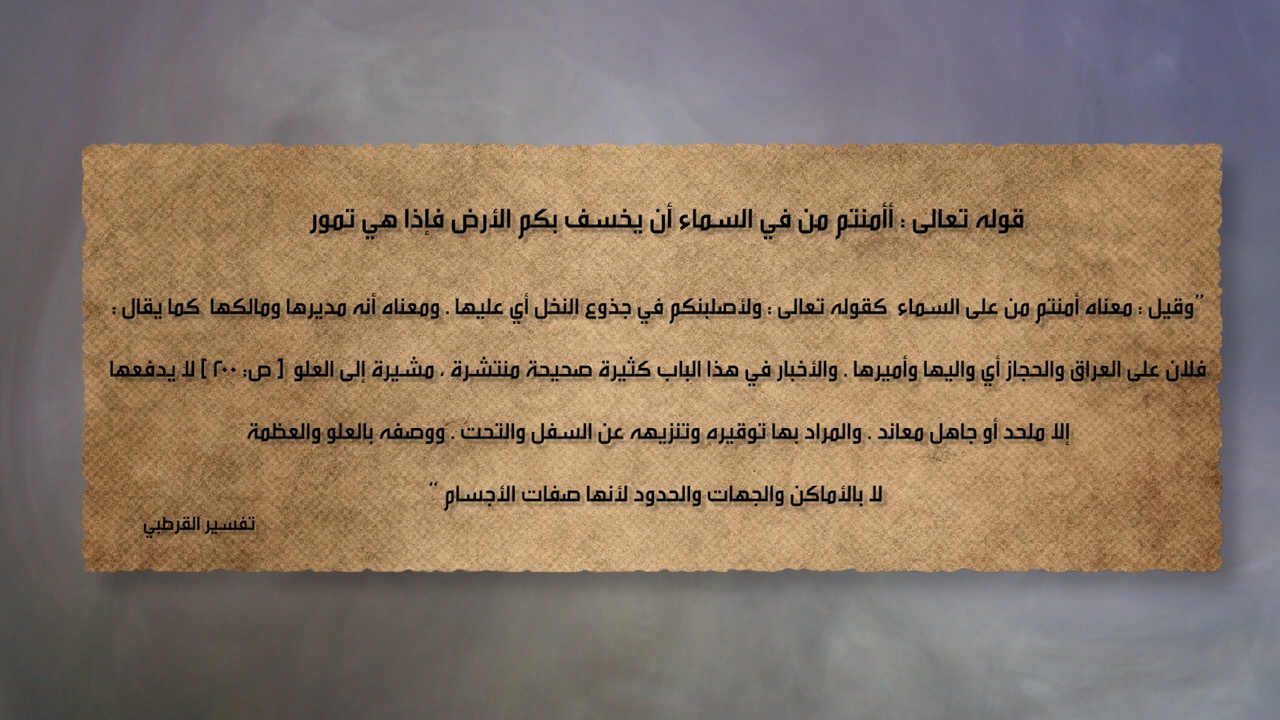 قوله تعالى : أأمنتم من في السماء أن يخسف بكم الأرض فإذا هي تمور
”وقيل : معناه أمنتم من على السماء كقوله تعالى : ولأصلبنكم في جذوع النخل أي عليها . ومعناه أنه مديرها ومالكها كما يقال :
فلان على العراق والحجاز أي واليها وأميرها . والأخبار في هذا الباب كثيرة صحيحة منتشرة ، مشيرة إلى العلو [ ص: ٢٠٠ ] لا يدفعها
إلا ملحد أو جاهل معاند . والمراد بها توقيره وتنزيهه عن السفل والتحت . ووصفه بالعلو والعظمة
لا بالأماكن والجهات والحدود لأنها صفات الأجسام “
تفسير القرطبي